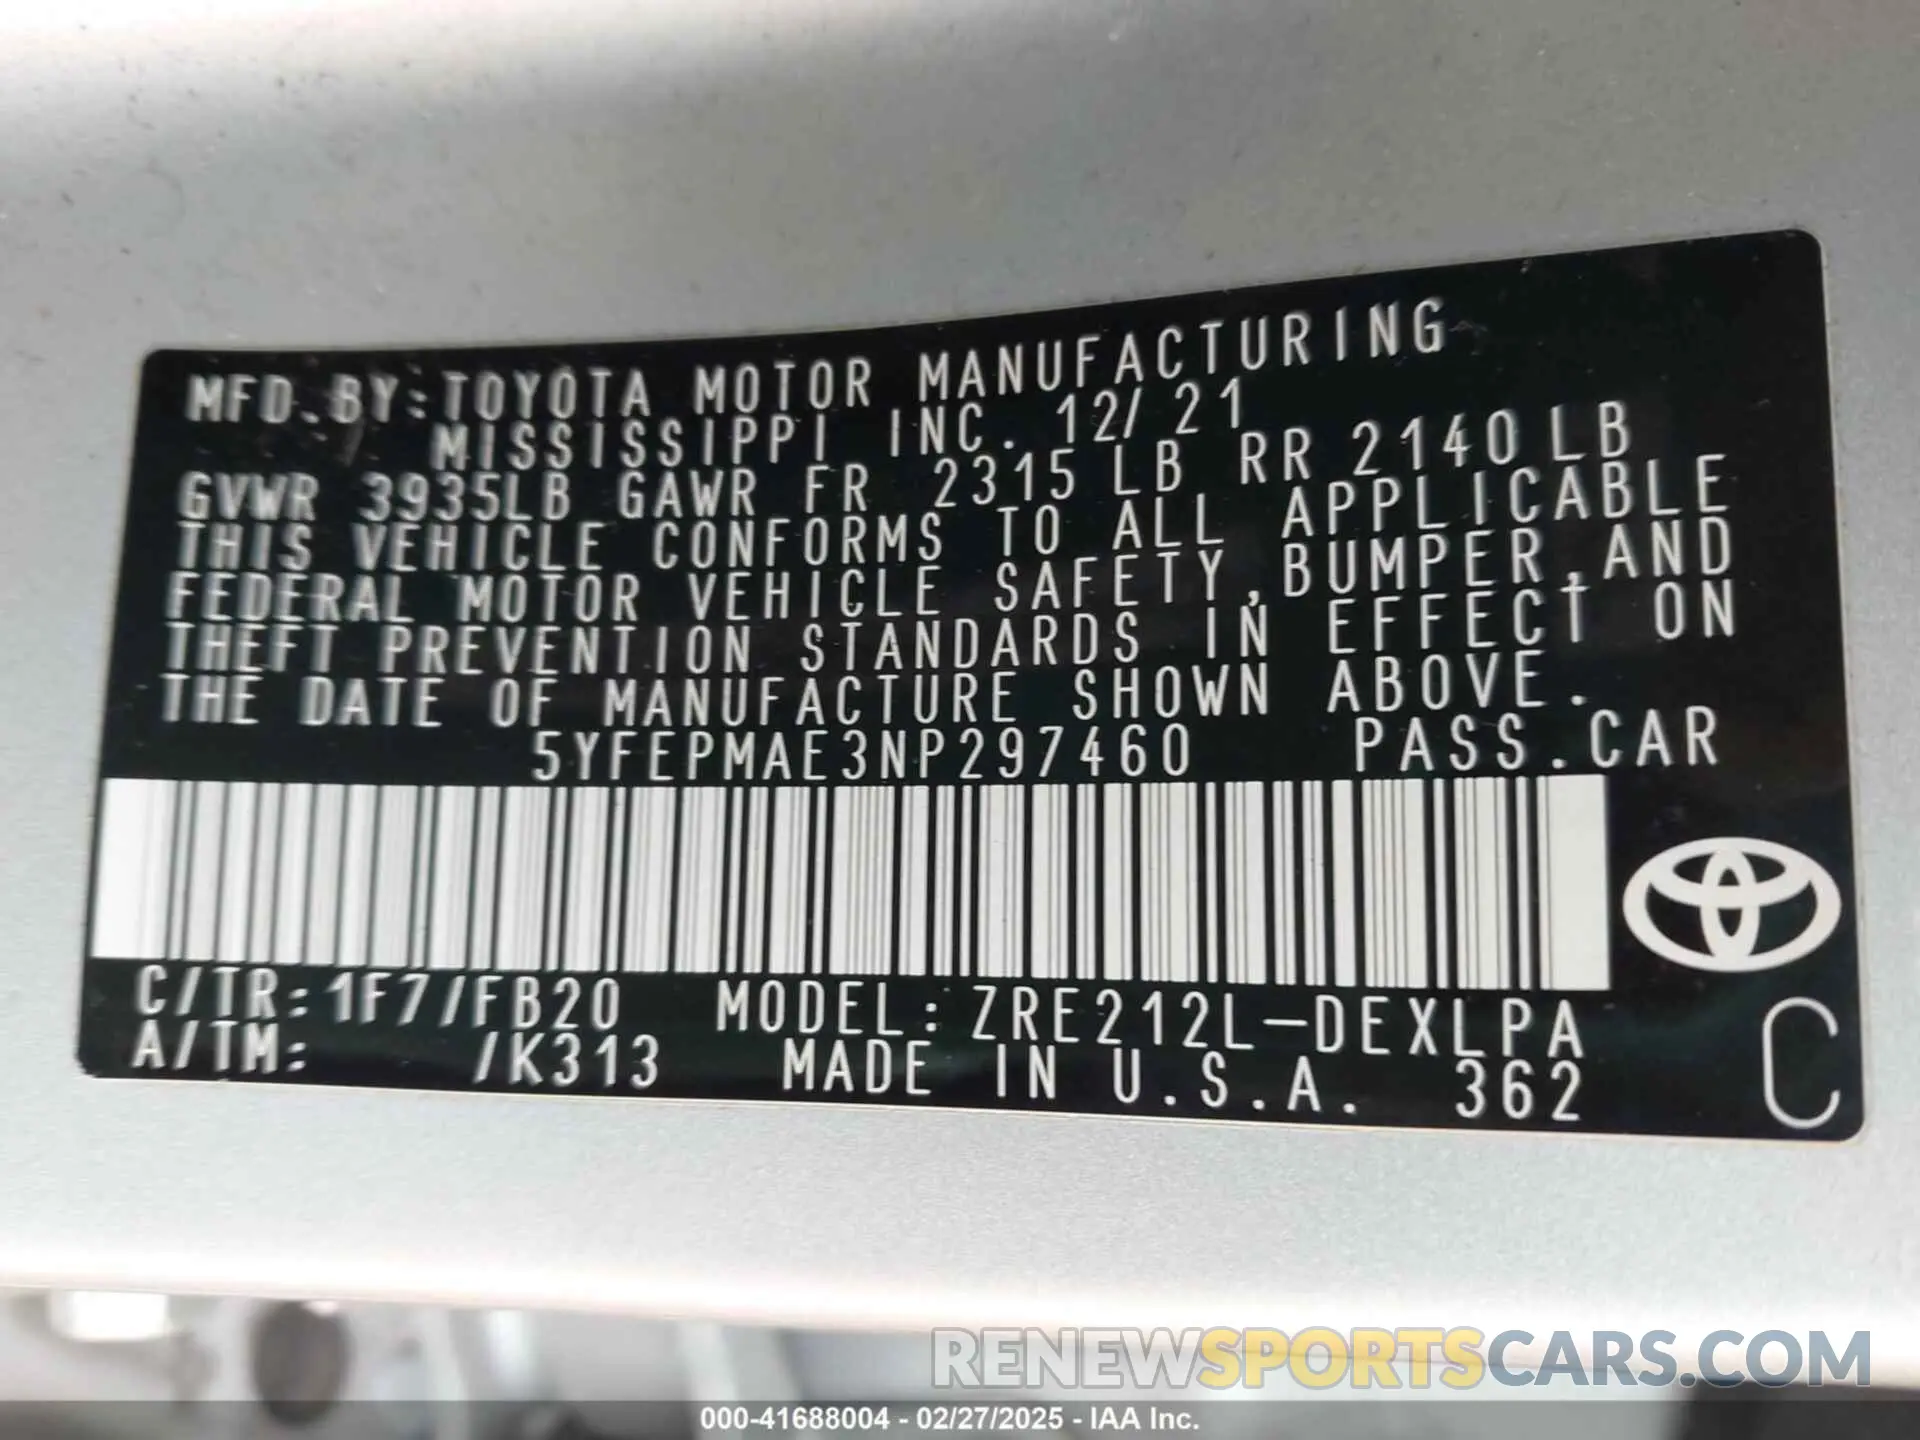 MFD. BY: TOYOTA MOTOR MANUFACTURING
MISSISSIPPI INC. 12/21
GVWR 3935LB GAWR FR 2315 LB RR 2140 LB
THIS VEHICLE CONFORMS TO ALL APPLICABLE
FEDERAL MOTOR VEHICLE SAFETY, BUMPER, AND
THEFT PREVENTION STANDARDS IN EFFECT ON
THE DATE OF MANUFACTURE SHOWN ABOVE.
5YFEPMAE3NP297460 PASS. CAR
C/TR: 1F7/FB20 MODEL: ZRE212L-DEXLPA
A/TM: /K313 MADE IN U.S.A. 362
C
RENEWSPORTSCARS.COM
000-41688004 - 02/27/2025 - IAA Inc.